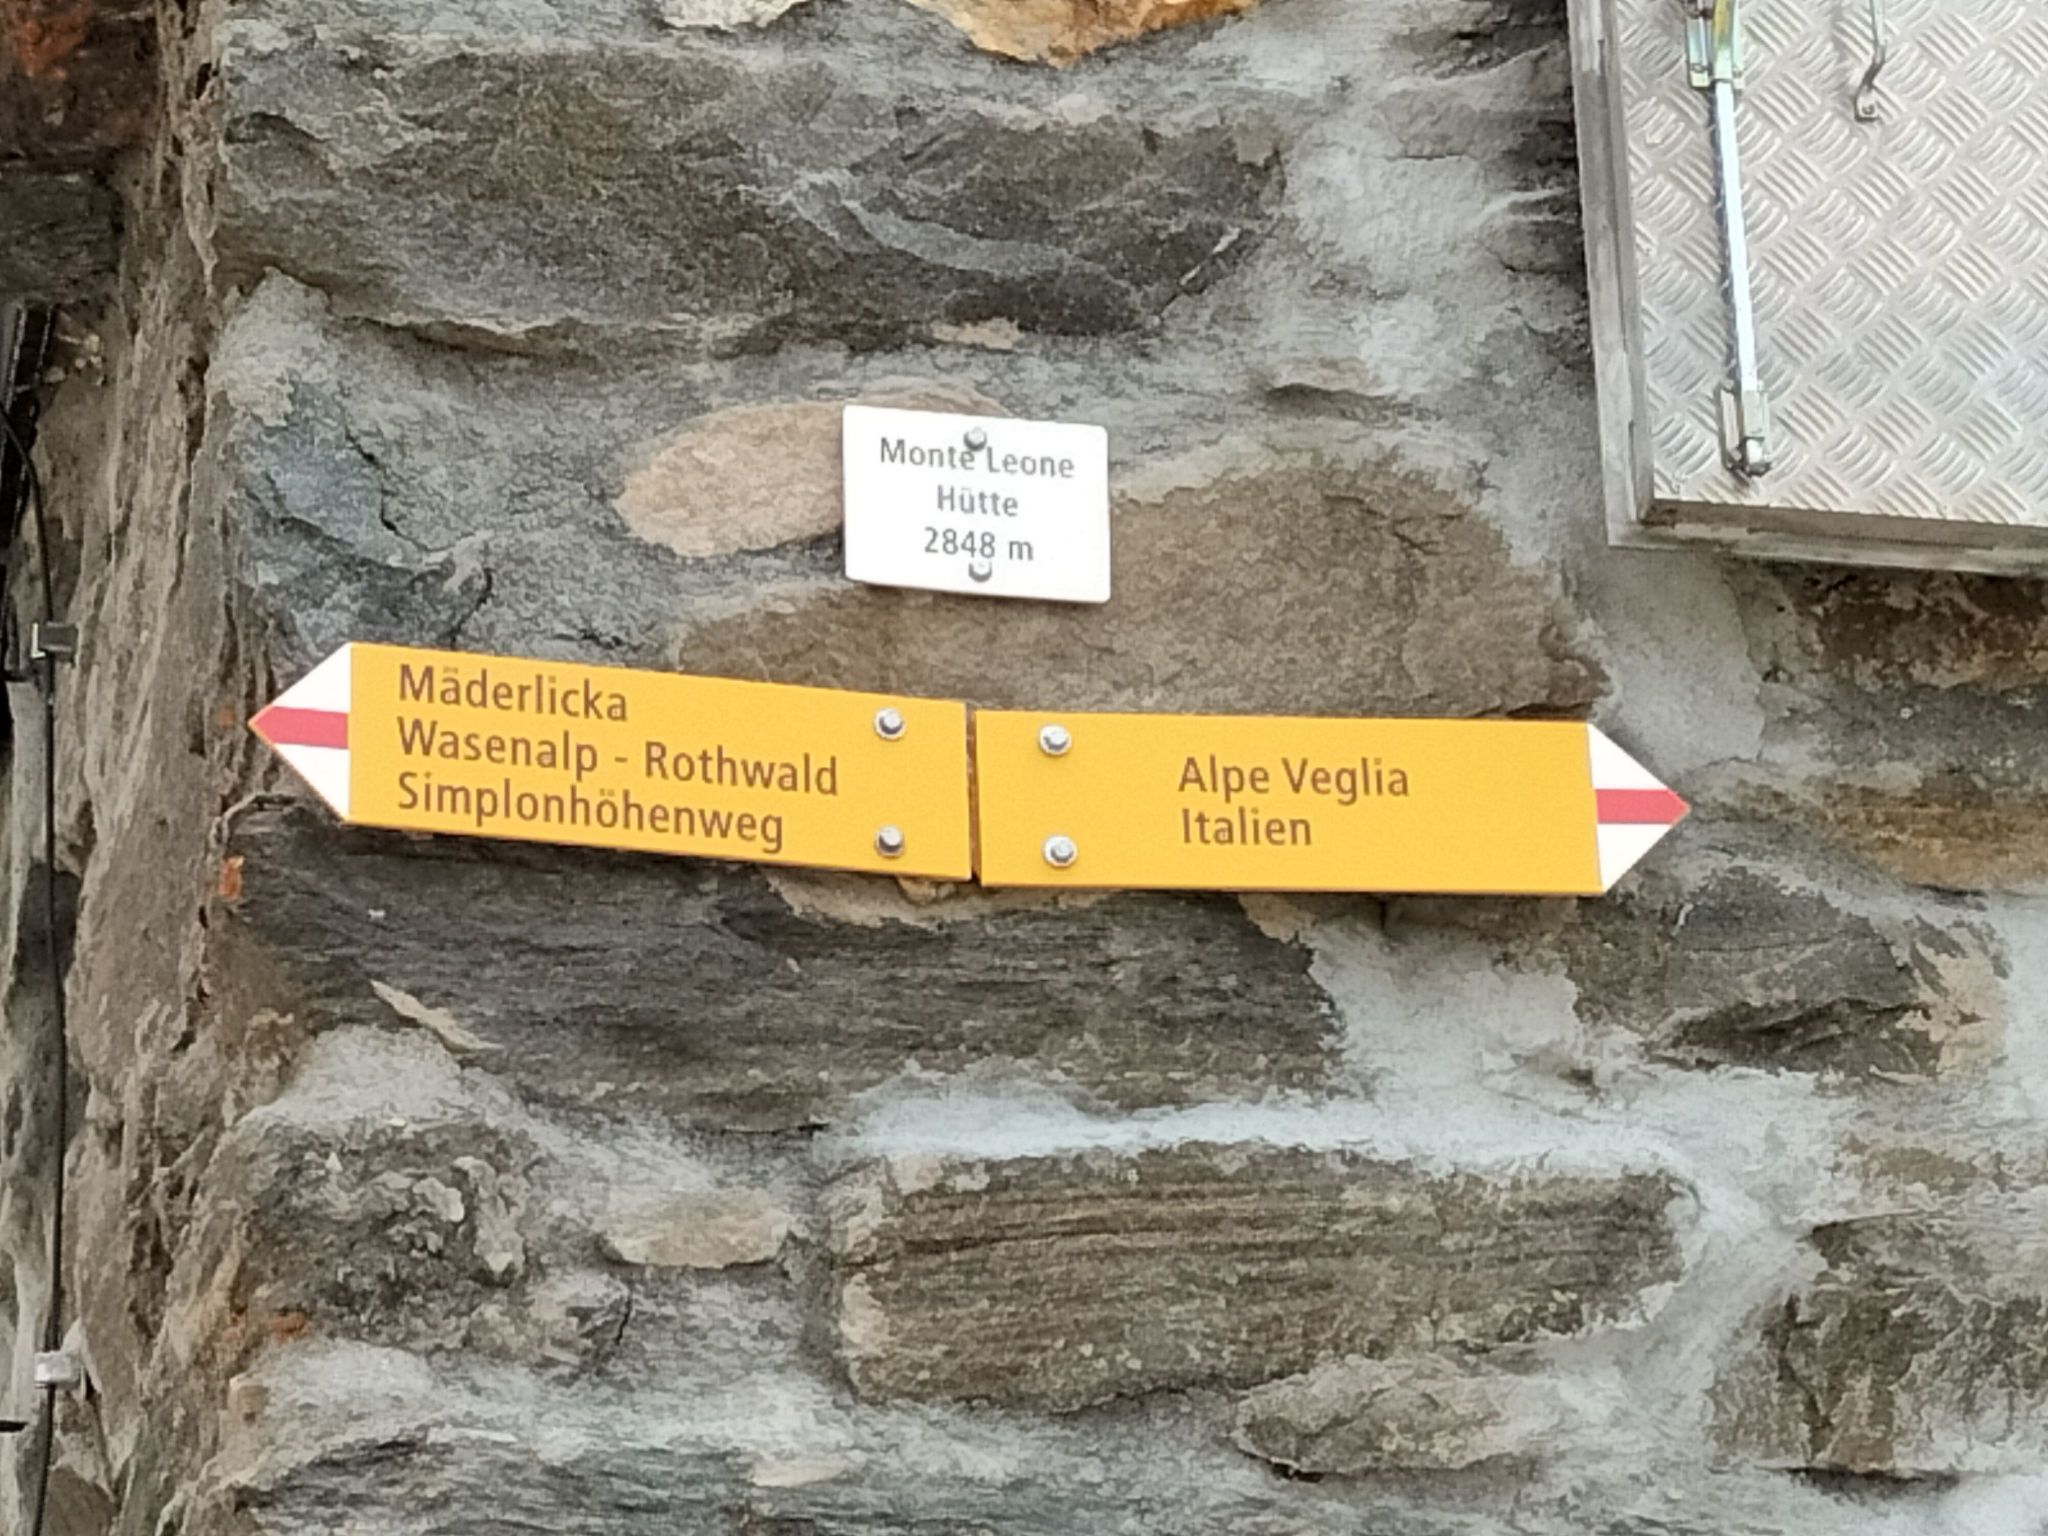 Monte Leone
Hütte
2848 m
Mäderlicka
Wasenalp - Rothwald
Simplonhöhenweg
Alpe Veglia
Italien